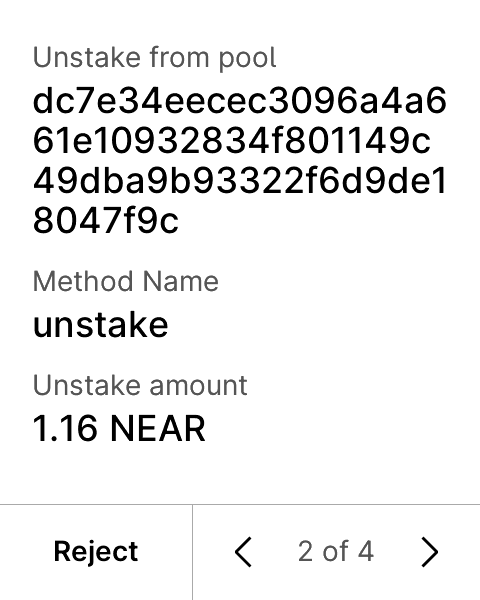 Unstake from pool
dc7e34eecec3096a4a6
61e10932834f801149c
49dba9b93322f6d9de1
8047f9c
Method Name
unstake
Unstake amount
1.16 NEAR
Reject
2 of 4